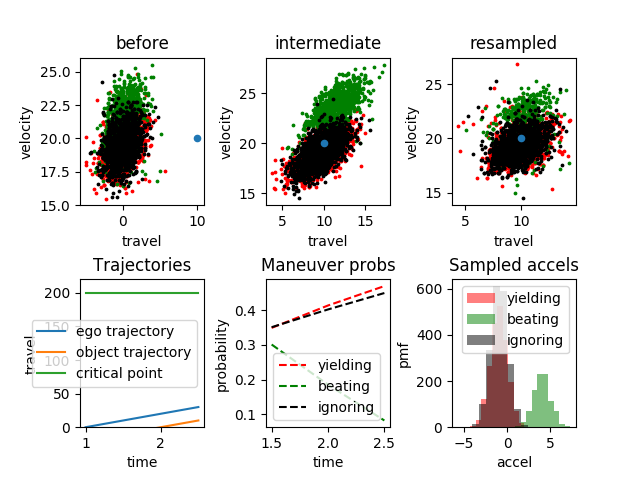 before
intermediate
resampled
25.0
22.5
20.0
17.5
15.0
velocity
0
10
travel
25
20
15
velocity
5
10
15
travel
25
20
15
velocity
5
10
travel
Trajectories
Maneuver probs
Sampled accels
200
150
100
50
0
travel
ego trajectory
object trajectory
critical point
1
2
time
0.4
0.3
0.2
0.1
probability
yielding
beating
ignoring
1.5
2.0
2.5
time
600
400
200
0
pmf
yielding
beating
ignoring
−5
0
5
accel